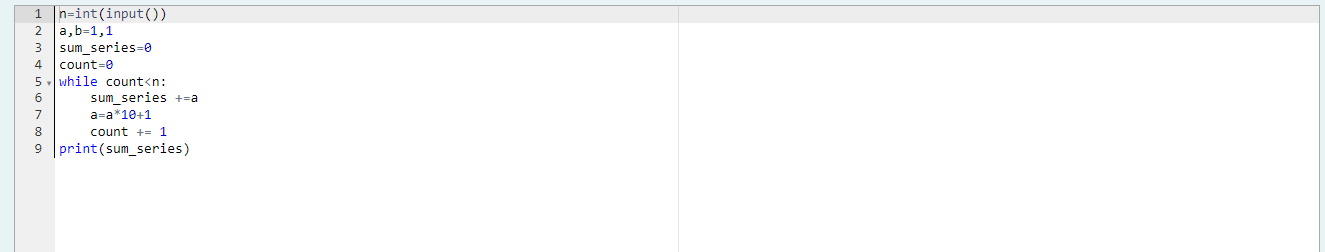 1 n=int(input())
2 a,b=1,1
3 sum_series=0
4 count=0
5 while count<n:
6     sum_series +=a
7     a=a*10+1
8     count += 1
9 print(sum_series)